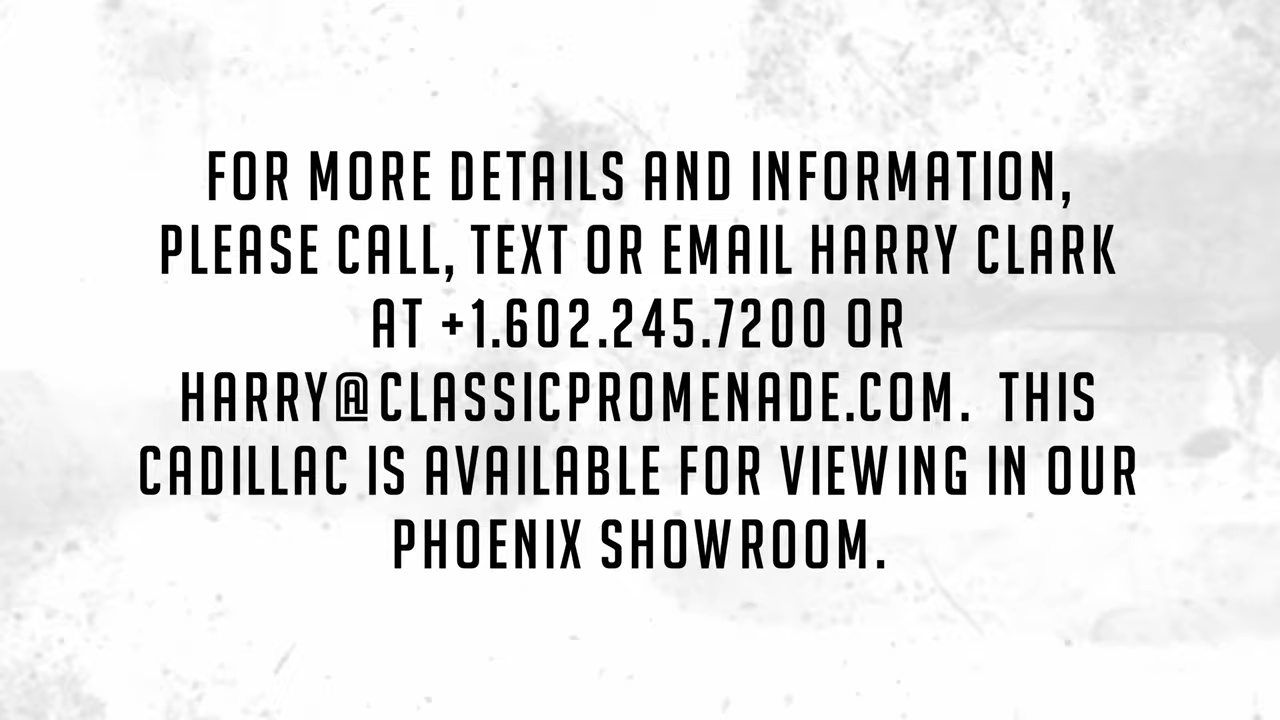 FOR MORE DETAILS AND INFORMATION,
PLEASE CALL, TEXT OR EMAIL HARRY CLARK
AT +1.602.245.7200 OR
HARRY@CLASSICPROMENADE.COM.  THIS
CADILLAC IS AVAILABLE FOR VIEWING IN OUR
PHOENIX SHOWROOM.